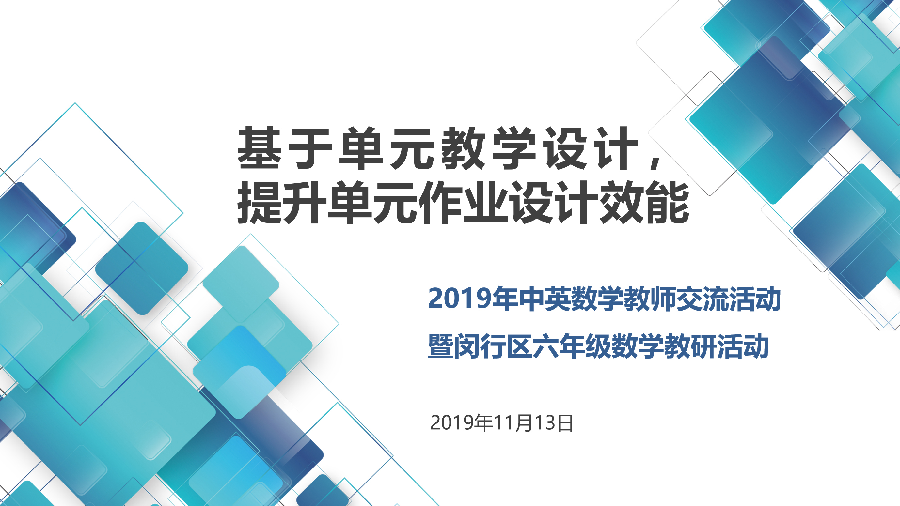 基于单元教学设计，
提升单元作业设计效能
2019年中英数学教师交流活动
暨闵行区六年级数学教研活动
2019年11月13日